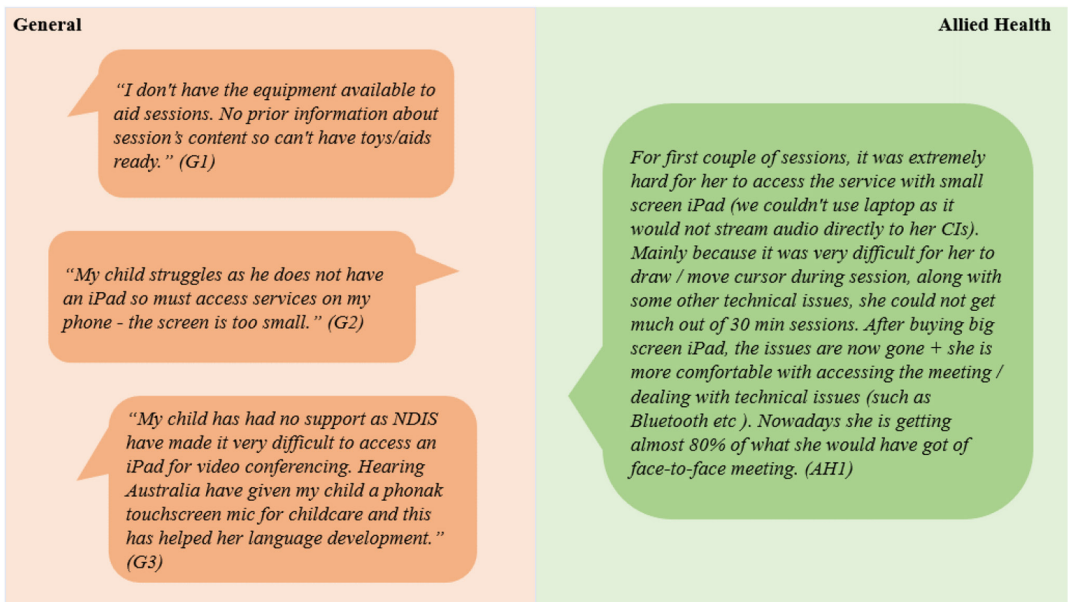 General
“I don't have the equipment available to
aid sessions. No prior information about
session’s content so can't have toys/aids
ready.” (G1)
“My child struggles as he does not have
an iPad so must access services on my
phone - the screen is too small.” (G2)
“My child has had no support as NDIS
have made it very difficult to access an
iPad for video conferencing. Hearing
Australia have given my child a phonak
touchscreen mic for childcare and this
has helped her language development.”
(G3)
Allied Health
For first couple of sessions, it was extremely
hard for her to access the service with small
screen iPad (we couldn't use laptop as it
would not stream audio directly to her CIs).
Mainly because it was very difficult for her to
draw / move cursor during session, along with
some other technical issues, she could not get
much out of 30 min sessions. After buying big
screen iPad, the issues are now gone + she is
more comfortable with accessing the meeting /
dealing with technical issues (such as
Bluetooth etc ). Nowadays she is getting
almost 80% of what she would have got of
face-to-face meeting. (AH1)